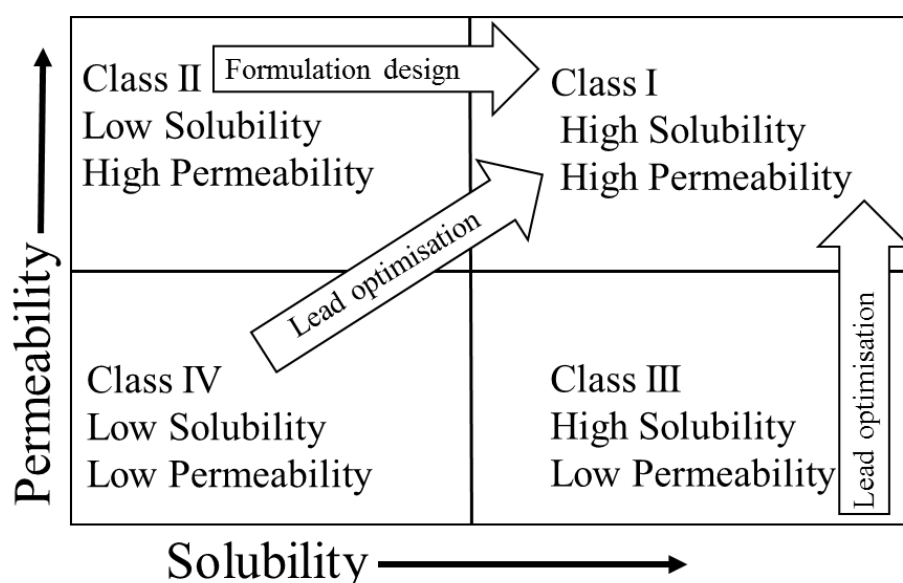 Permeability
Class II
Low Solubility
High Permeability
Formulation design
Class I
High Solubility
High Permeability
Lead optimisation
Class IV
Low Solubility
Low Permeability
Class III
High Solubility
Low Permeability
Lead optimisation
Solubility